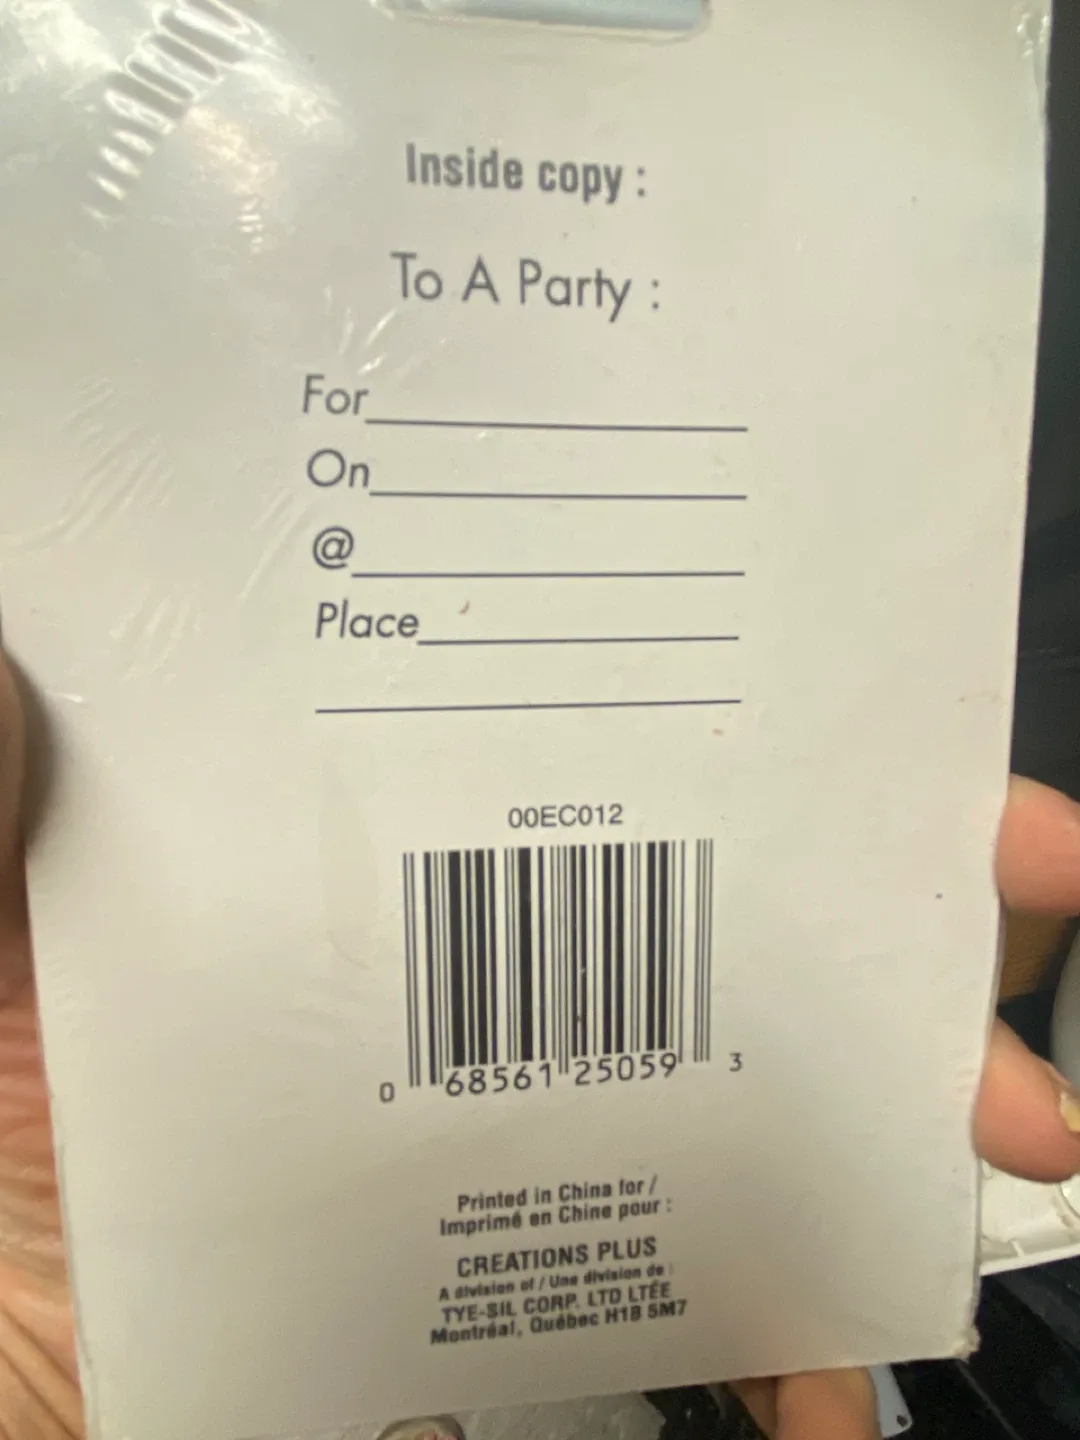 Inside copy :
To A Party :
For
On
@
Place
00EC012
0 68561 25059 3
Printed in China for /
Imprimé en Chine pour :
CREATIONS PLUS
A division of / Une division de :
TYE-SIL CORP. LTD LTÉE
Montréal, Québec H1B 5M7